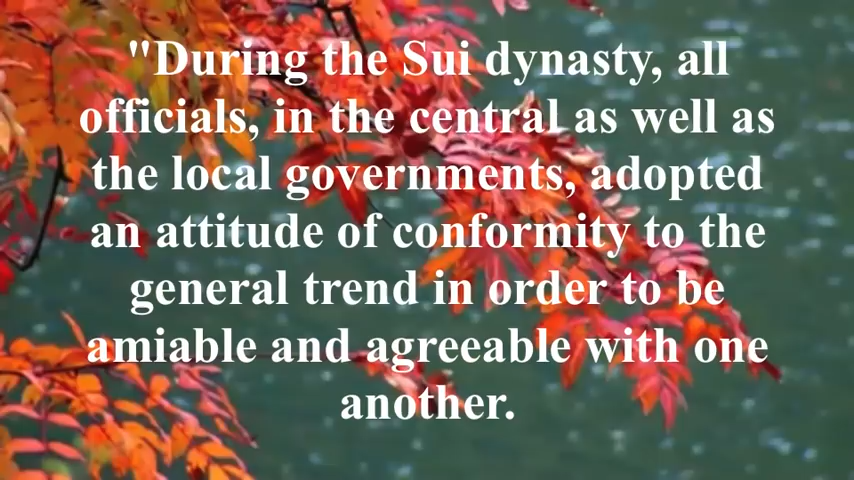 "During the Sui dynasty, all
officials, in the central as well as
the local governments, adopted
an attitude of conformity to the
general trend in order to be
amiable and agreeable with one
another.